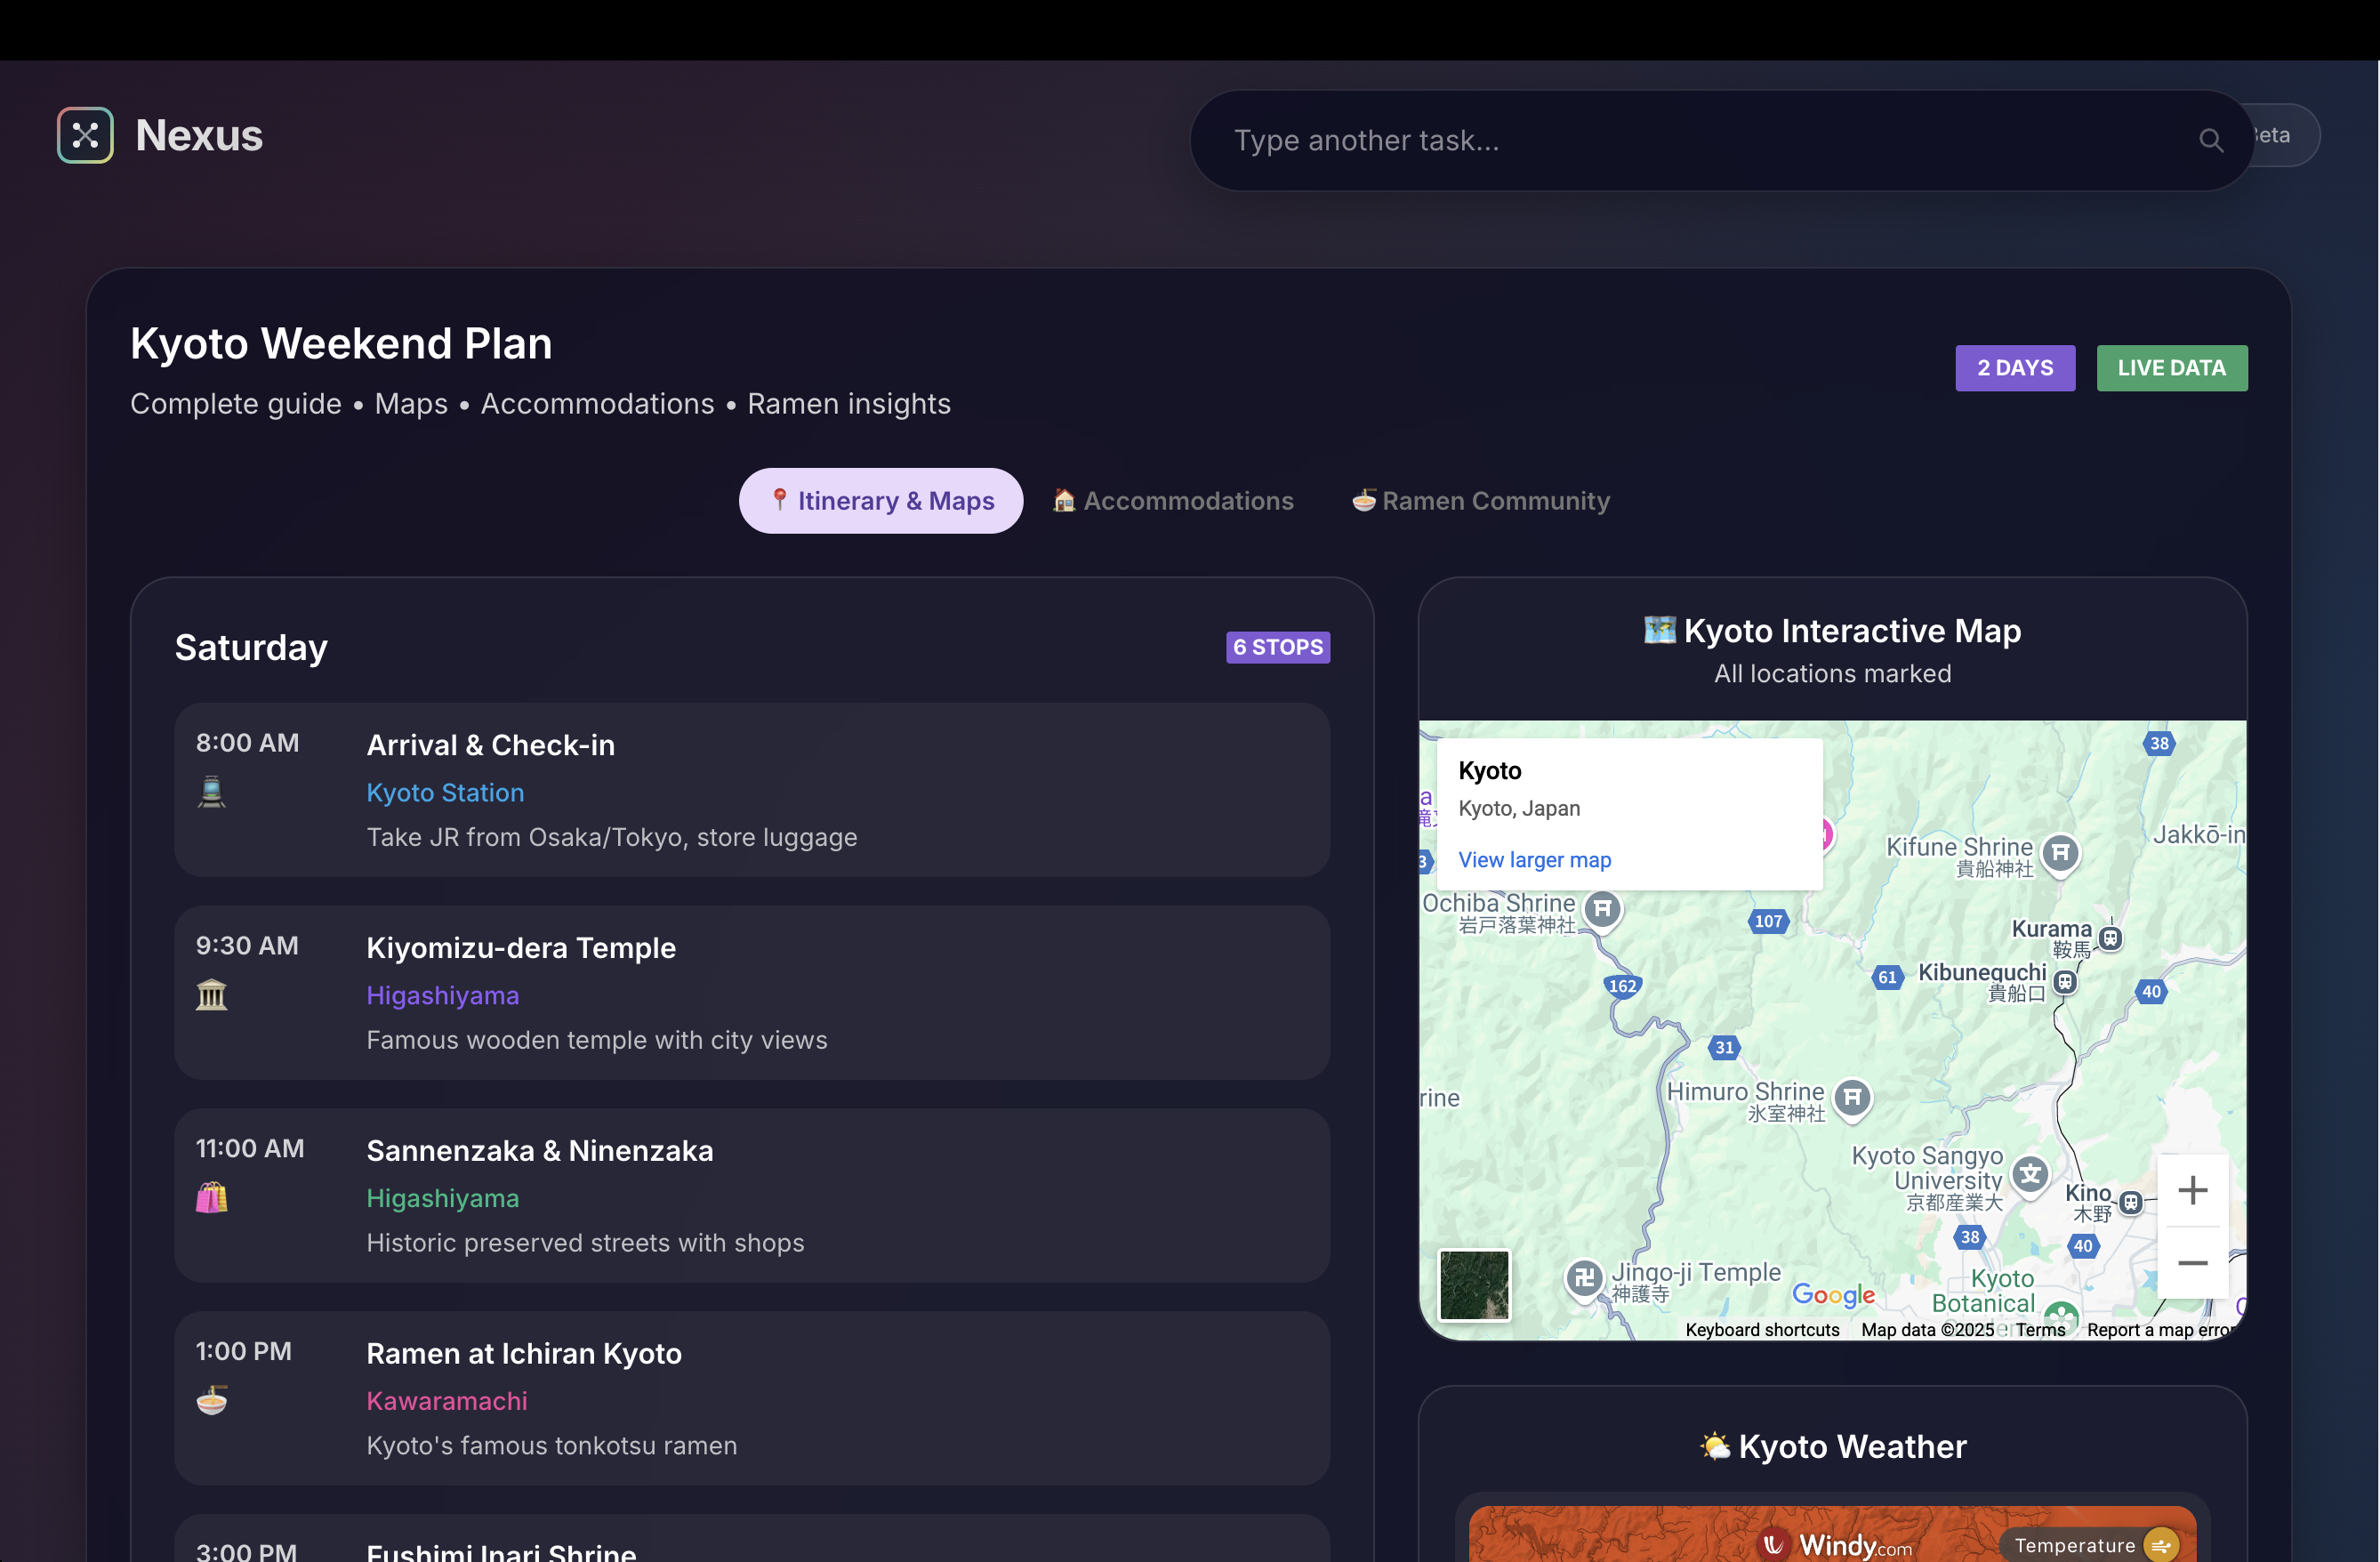 Nexus
Type another task...
Kyoto Weekend Plan
Complete guide • Maps • Accommodations • Ramen insights
2 DAYS
LIVE DATA
Itinerary & Maps
Accommodations
Ramen Community
Saturday
6 STOPS
8:00 AM
Arrival & Check-in
Kyoto Station
Take JR from Osaka/Tokyo, store luggage
9:30 AM
Kiyomizu-dera Temple
Higashiyama
Famous wooden temple with city views
11:00 AM
Sannenzaka & Ninenzaka
Higashiyama
Historic preserved streets with shops
1:00 PM
Ramen at Ichiran Kyoto
Kawaramachi
Kyoto's famous tonkotsu ramen
3:00 PM
Fushimi Inari Shrine
Kyoto Interactive Map
All locations marked
Kyoto
Kyoto, Japan
View larger map
38
Kifune Shrine
貴船神社
Jakkō-in
Ochiba Shrine
岩戸落葉神社
107
Kurama
鞍馬
61
Kibuneguchi
貴船口
40
162
31
Himuro Shrine
氷室神社
Kyoto Sangyo
University
京都産業大
Kino
木野
38
40
Jingo-ji Temple
神護寺
Google
Kyoto
Botanical
Keyboard shortcuts
Map data ©2025
Terms
Report a map error
Kyoto Weather
Windy.com
Temperature